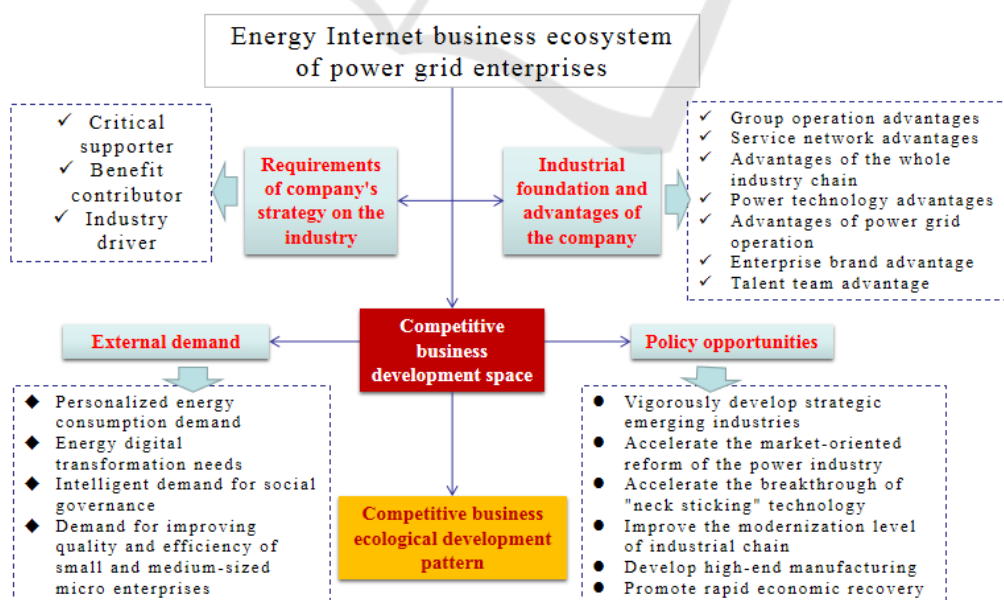 Energy Internet business ecosystem
of power grid enterprises
✓ Critical
supporter
✓ Benefit
contributor
✓ Industry
driver
Requirements
of company's
strategy on the
industry
Industrial
foundation and
advantages of
the company
✓ Group operation advantages
✓ Service network advantages
✓ Advantages of the whole
industry chain
✓ Power technology advantages
✓ Advantages of power grid
operation
✓ Enterprise brand advantage
✓ Talent team advantage
External demand
Competitive
business
development space
Policy opportunities
◆ Personalized energy
consumption demand
◆ Energy digital
transformation needs
◆ Intelligent demand for social
governance
◆ Demand for improving
quality and efficiency of
small and medium-sized
micro enterprises
Competitive business
ecological development
pattern
● Vigorously develop strategic
emerging industries
● Accelerate the market-oriented
reform of the power industry
● Accelerate the breakthrough of
"neck sticking" technology
● Improve the modernization level
of industrial chain
● Develop high-end manufacturing
● Promote rapid economic recovery